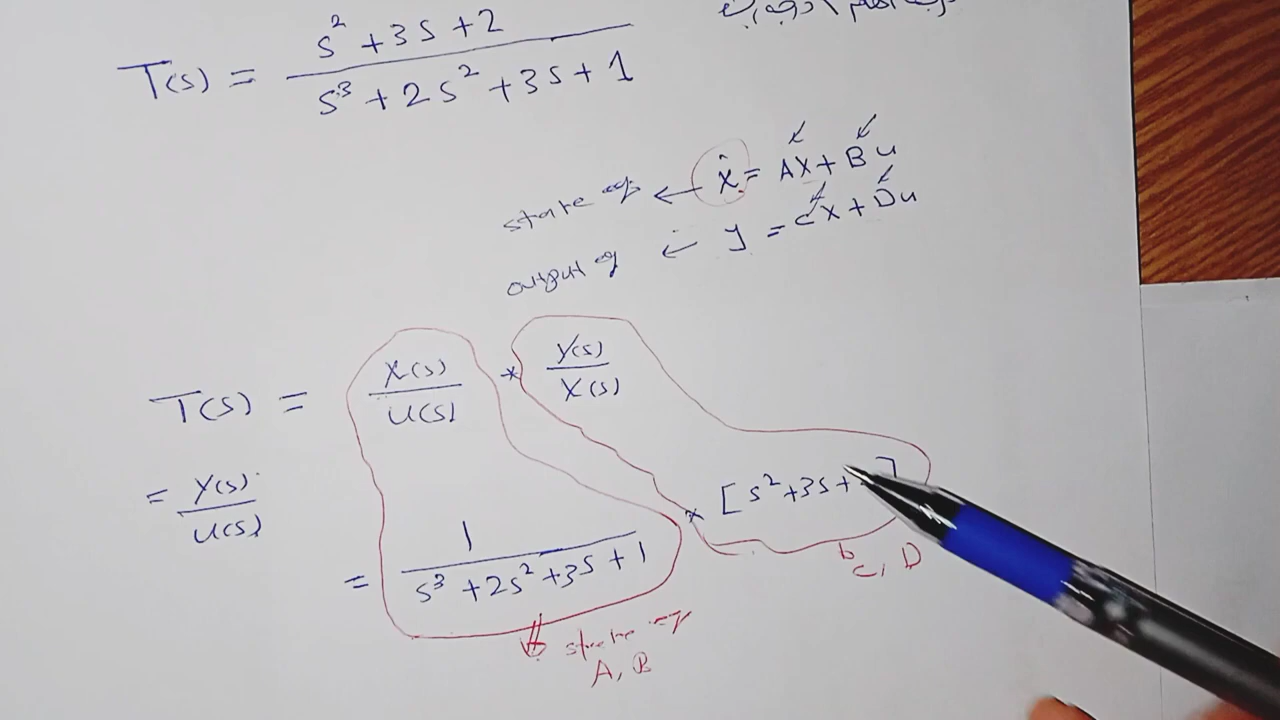 T(s) = (s² + 3s + 2) / (s³ + 2s² + 3s + 1)
state eq ← ẋ = AX + Bu
output eq ← y = CX + Du
T(s) = X(s)/U(s) * Y(s)/X(s)
= Y(s)/U(s)
= 1 / (s³ + 2s² + 3s + 1) * [s² + 3s + ]
C, D
state eq
A, B